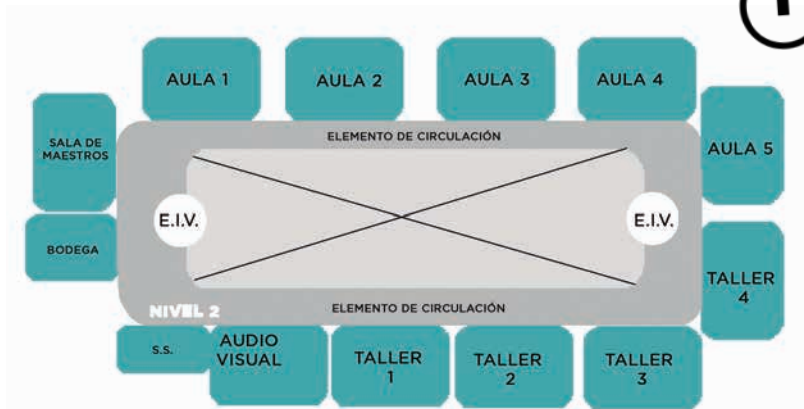 AULA 1
AULA 2
AULA 3
AULA 4
SALA DE
MAESTROS
ELEMENTO DE CIRCULACIÓN
AULA 5
E.I.V.
E.I.V.
BODEGA
TALLER
4
NIVEL 2
ELEMENTO DE CIRCULACIÓN
S.S.
AUDIO
VISUAL
TALLER
1
TALLER
2
TALLER
3